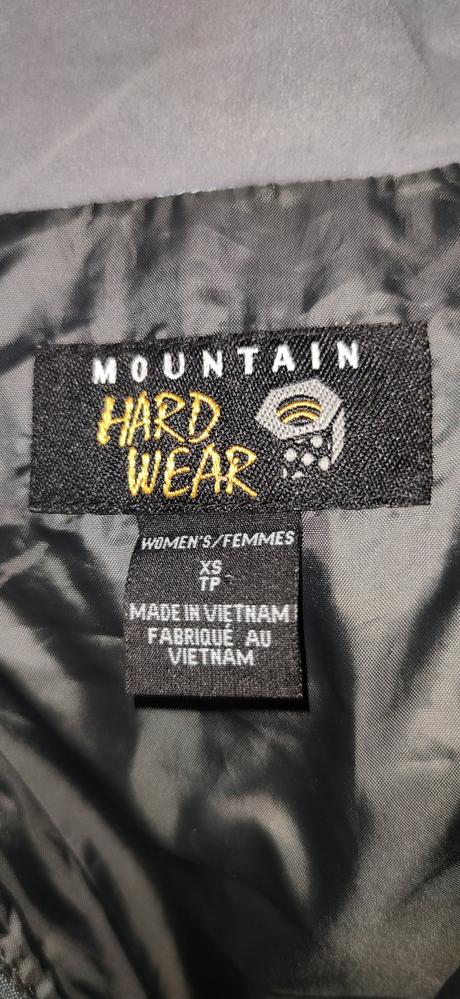 MOUNTAIN
HARD
WEAR
WOMEN'S/FEMMES
XS
TP
MADE IN VIETNAM
FABRIQUÉ AU
VIETNAM